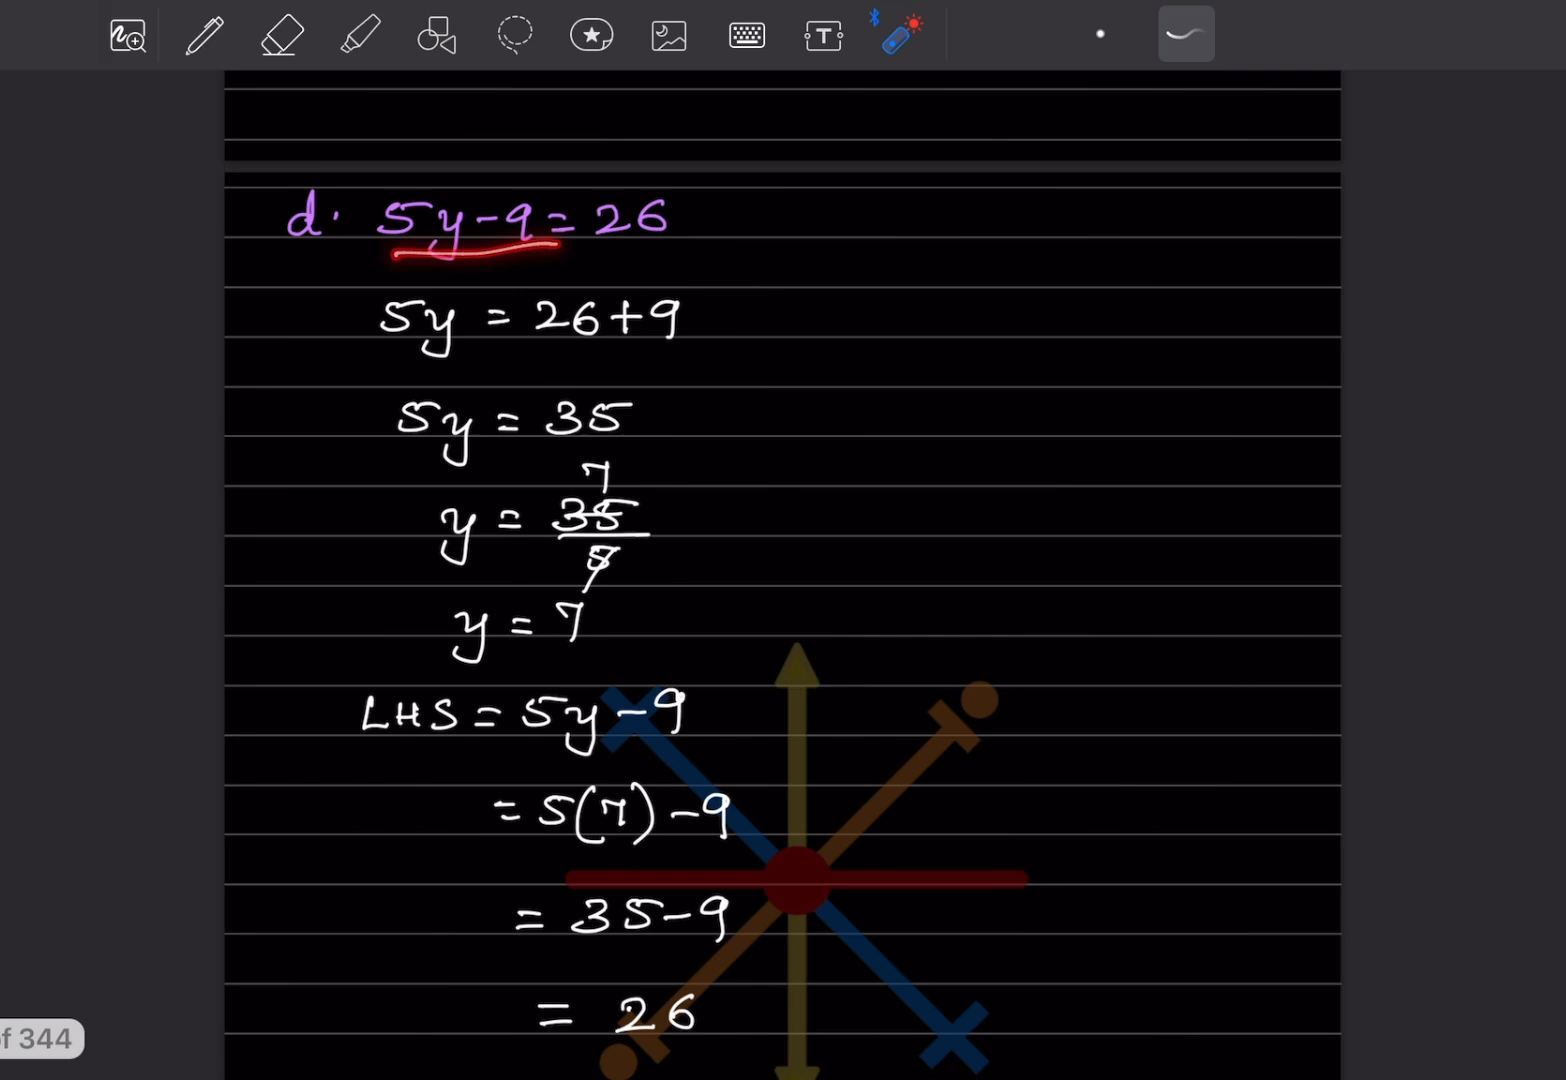 d. 5y-9=26
5y = 26+9
5y = 35
7
y = 35/5
y = 7
LHS = 5y-9
= 5(7)-9
= 35-9
= 26
f 344